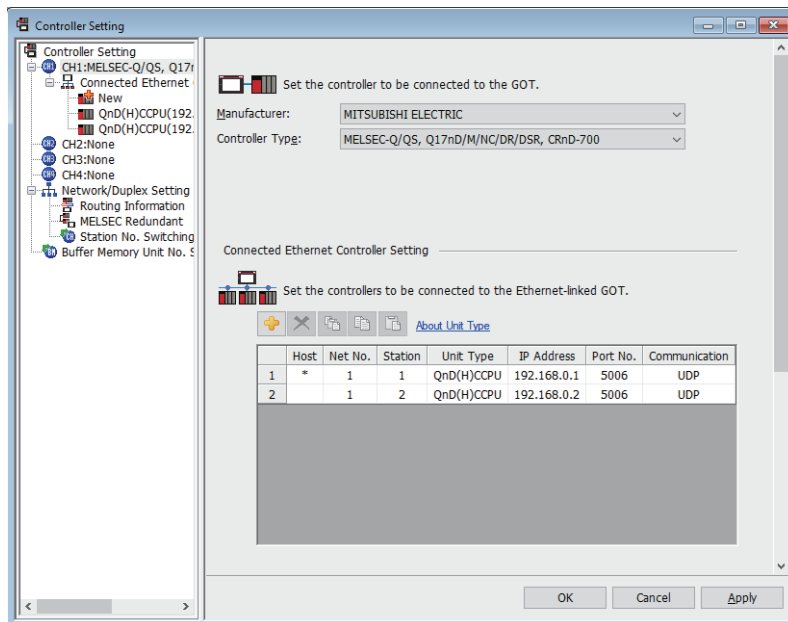 Controller Setting
Controller Setting
CH1:MELSEC-Q/QS, Q17n
Connected Ethernet
New
QnD(H)CCPU(192.
QnD(H)CCPU(192.
CH2:None
CH3:None
CH4:None
Network/Duplex Setting
Routing Information
MELSEC Redundant
Station No. Switching
Buffer Memory Unit No. S
Set the controller to be connected to the GOT.
Manufacturer: MITSUBISHI ELECTRIC
Controller Type: MELSEC-Q/QS, Q17nD/M/NC/DR/DSR, CRnD-700
Connected Ethernet Controller Setting
Set the controllers to be connected to the Ethernet-linked GOT.
About Unit Type
Host Net No. Station Unit Type IP Address Port No. Communication
1 * 1 1 QnD(H)CCPU 192.168.0.1 5006 UDP
2 1 2 QnD(H)CCPU 192.168.0.2 5006 UDP
OK Cancel Apply